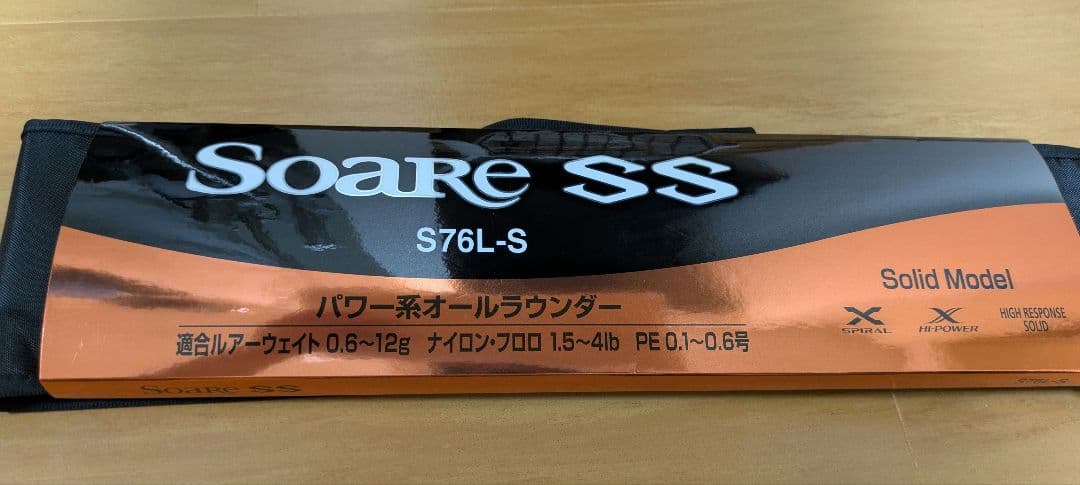 Soare SS
S76L-S
Solid Model
パワー系オールラウンダー
X SPIRAL
X HI-POWER
HIGH RESPONSE
SOLID
適合ルアーウェイト 0.6~12g ナイロン・フロロ 1.5~4lb PE 0.1~0.6号
Soare SS
S76L-S